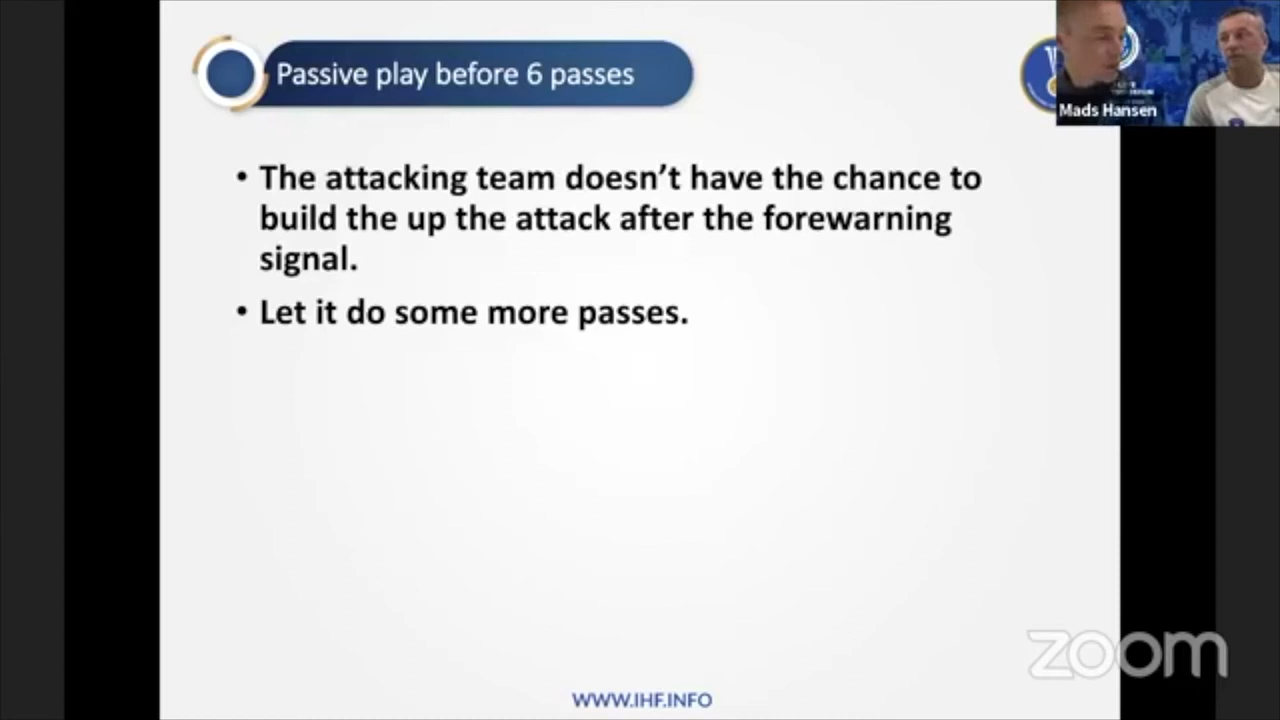 Passive play before 6 passes
Mads Hansen
• The attacking team doesn't have the chance to
build the up the attack after the forewarning
signal.
• Let it do some more passes.
zoom
WWW.IHF.INFO